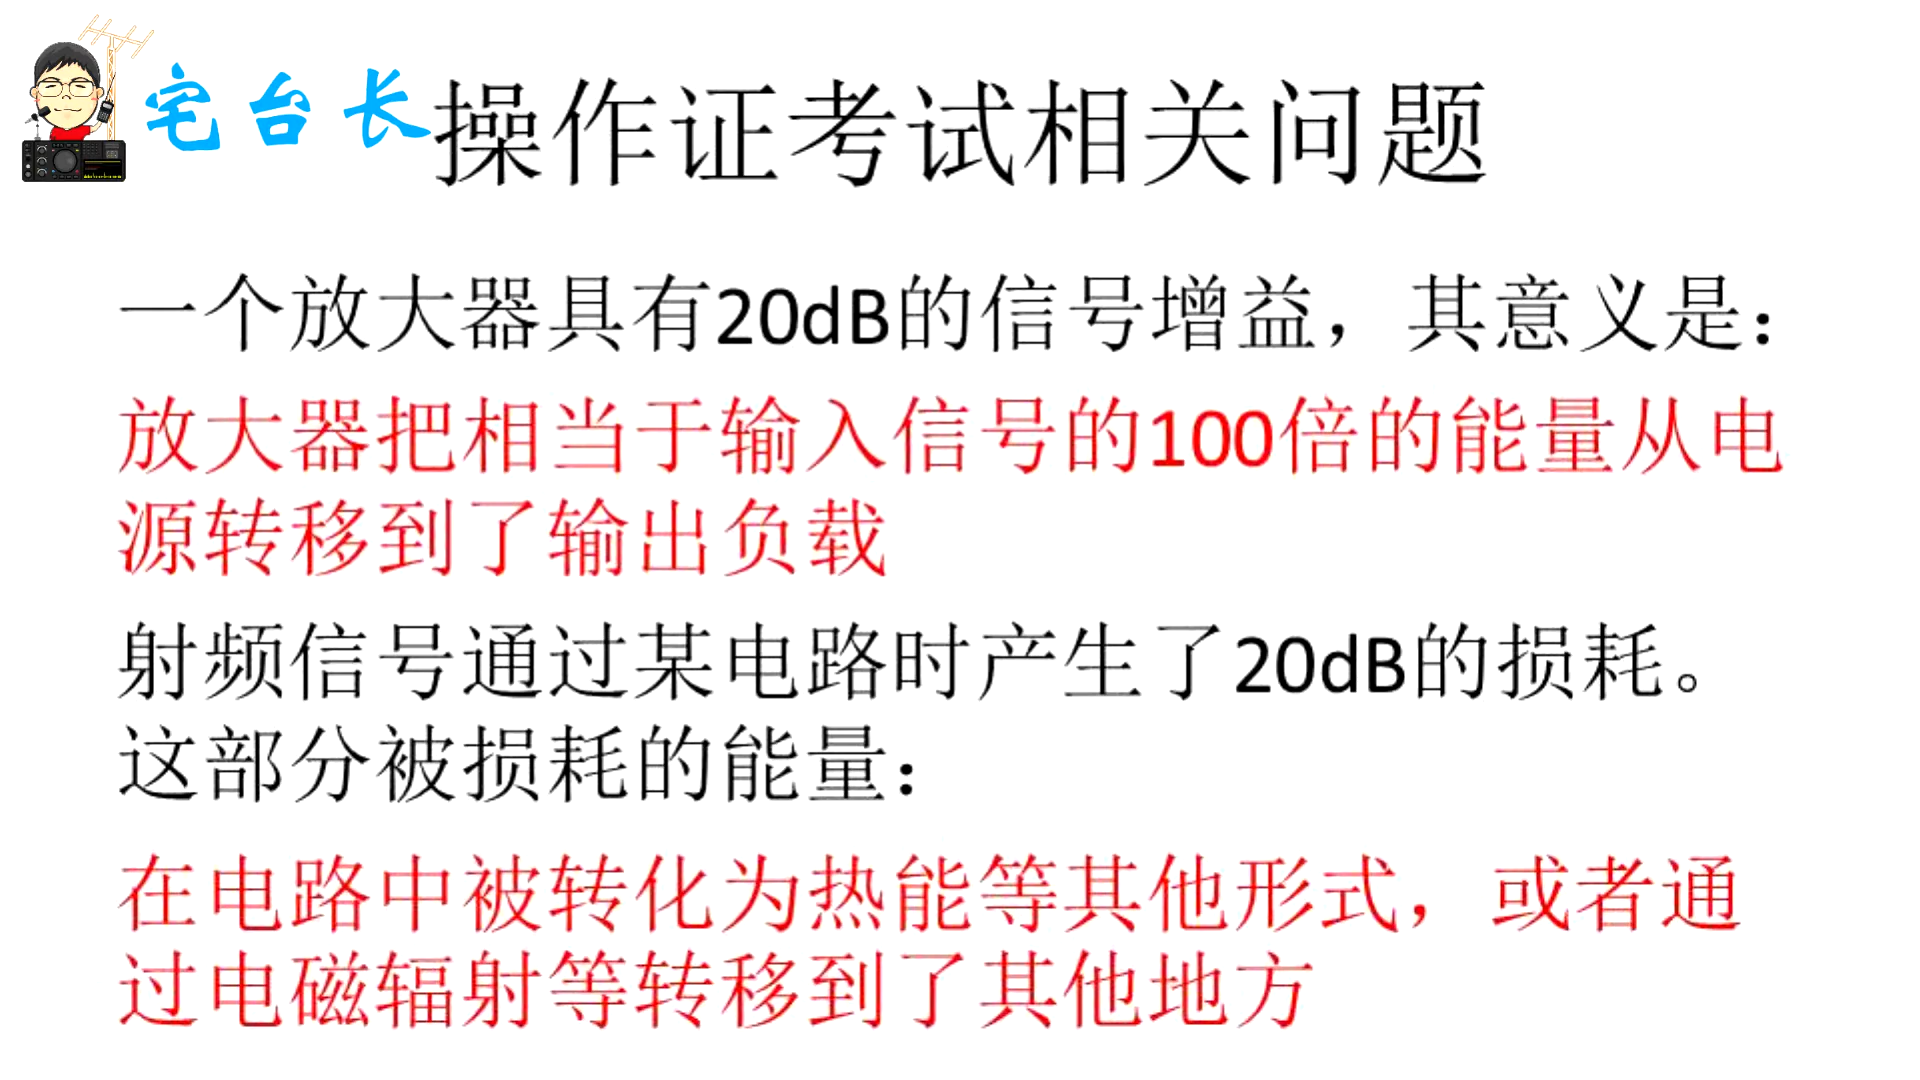 宅台长
操作证考试相关问题
一个放大器具有20dB的信号增益，其意义是：
放大器把相当于输入信号的100倍的能量从电
源转移到了输出负载
射频信号通过某电路时产生了20dB的损耗。
这部分被损耗的能量：
在电路中被转化为热能等其他形式，或者通
过电磁辐射等转移到了其他地方